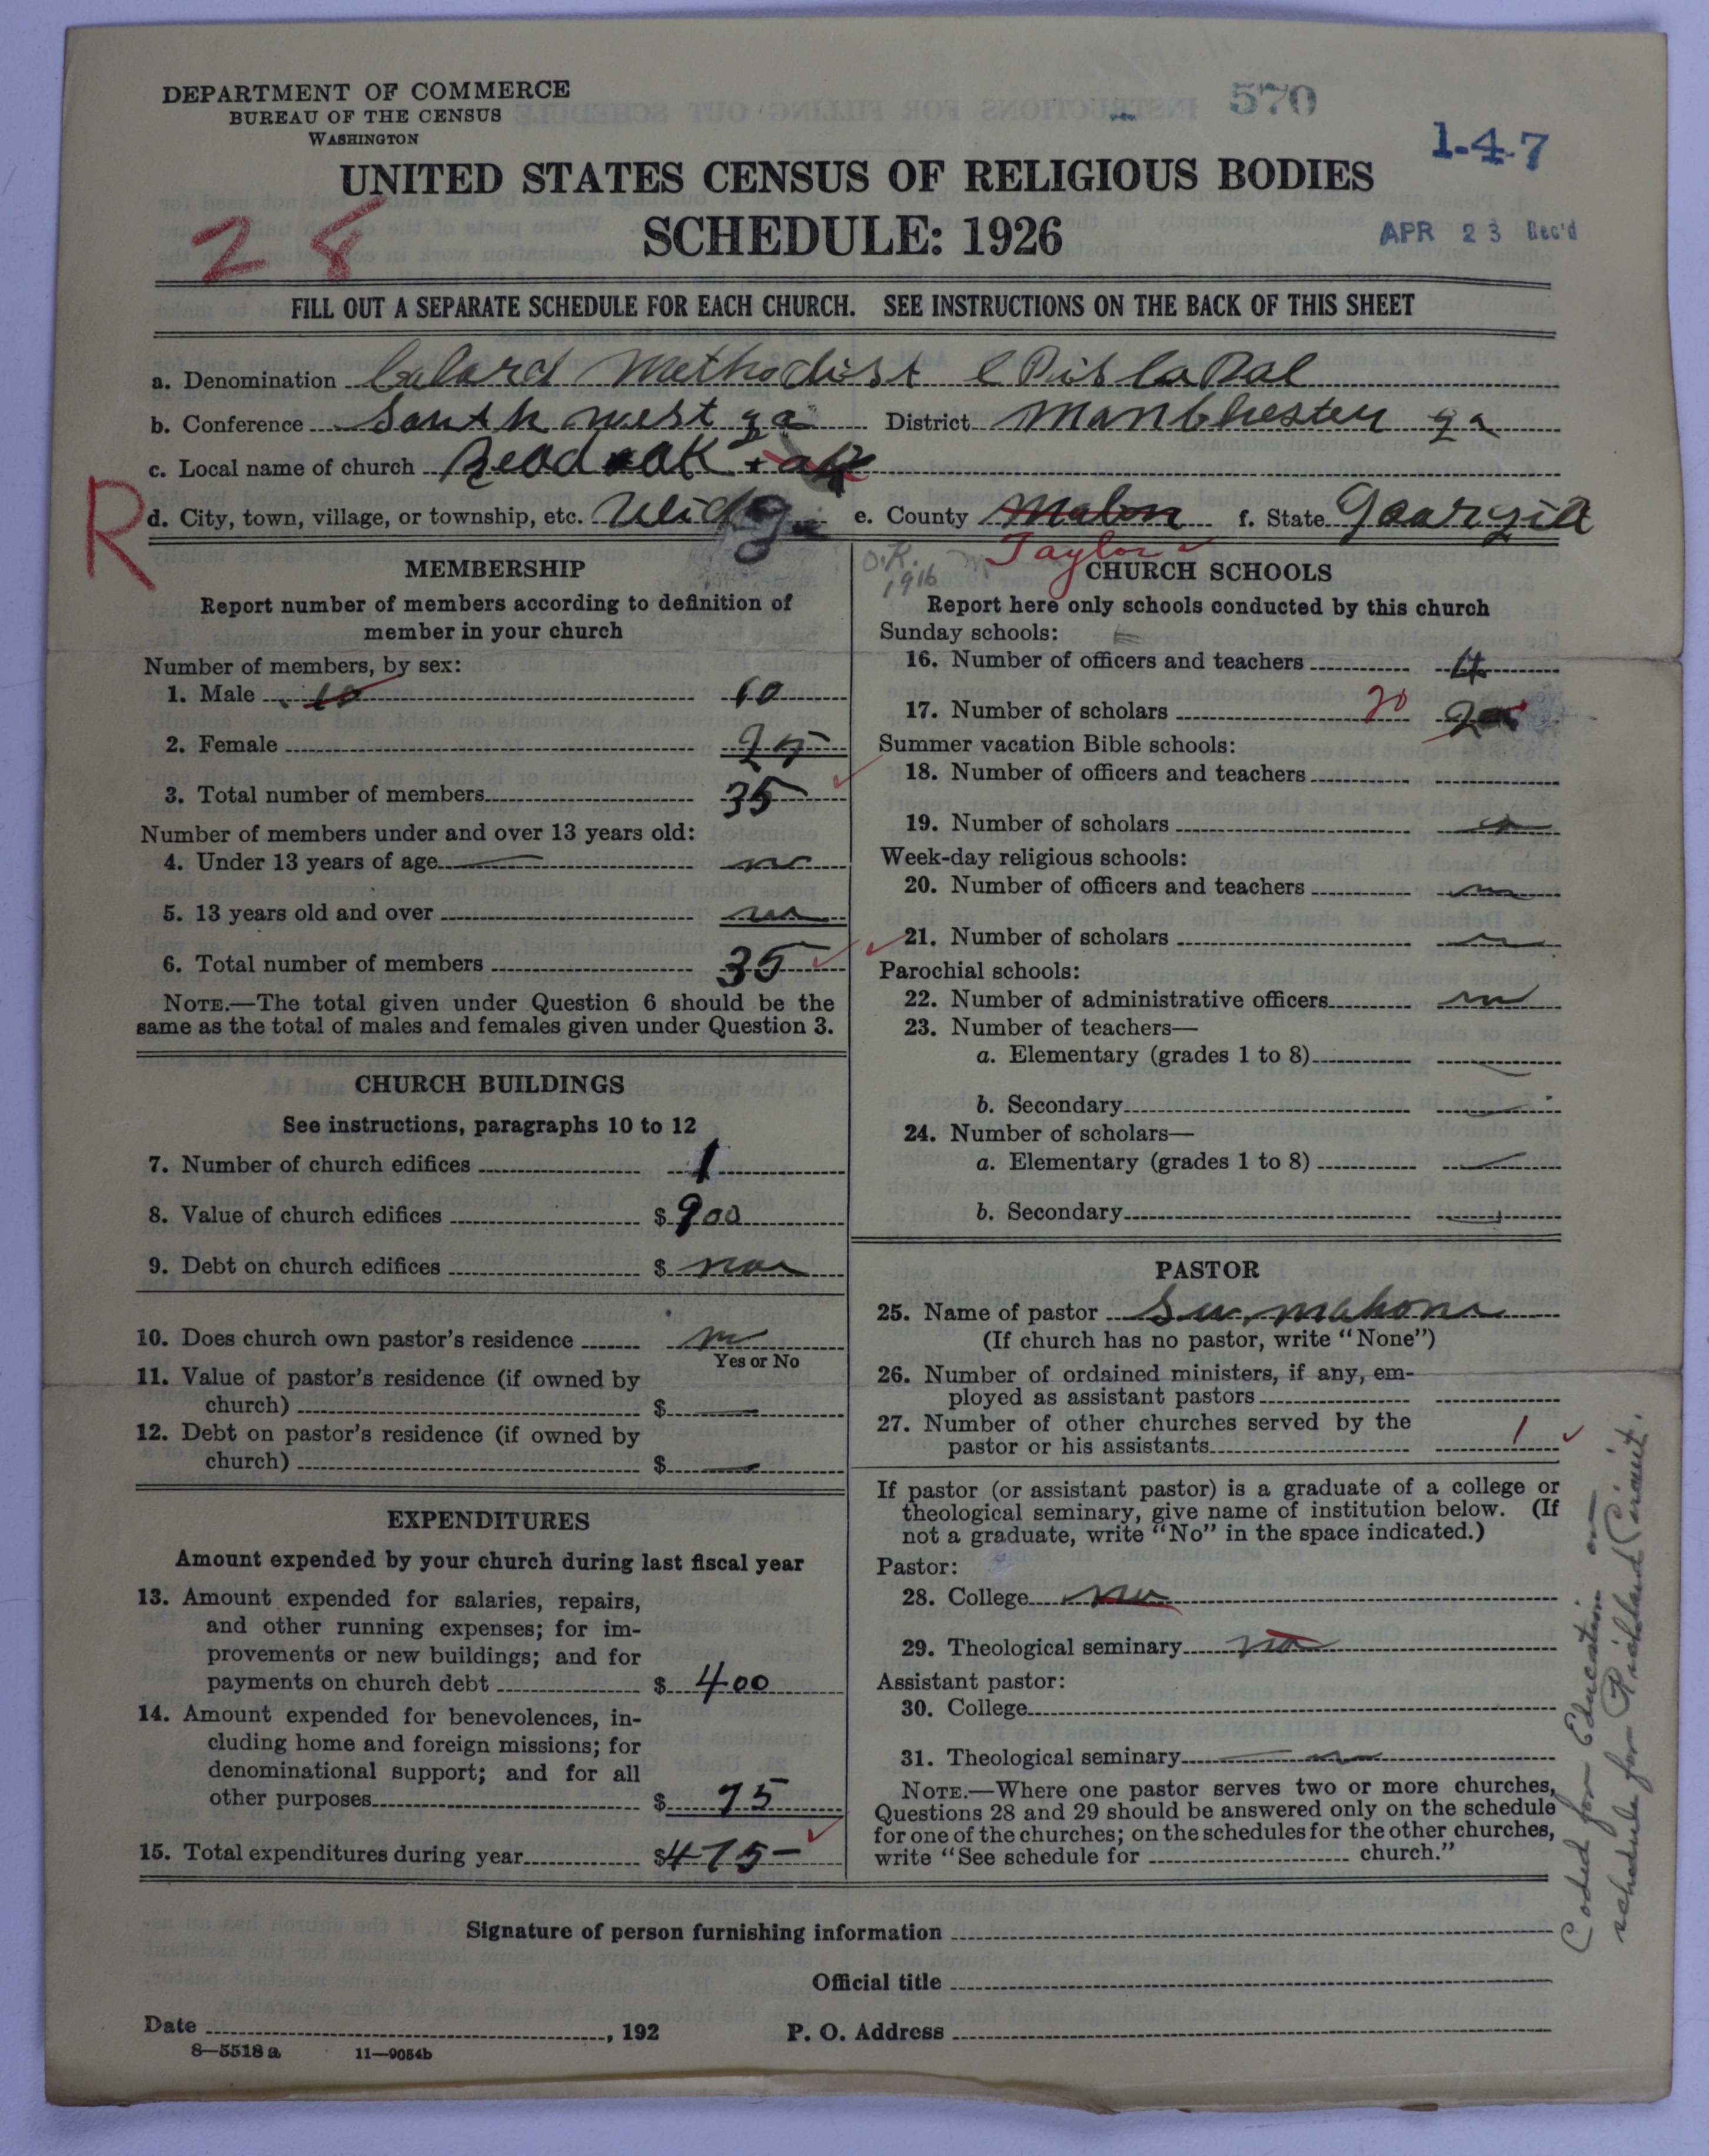 DEPARTMENT OF COMMERCE
BUREAU OF THE CENSUS
WASHINGTON
570
1-4-7
UNITED STATES CENSUS OF RELIGIOUS BODIES
SCHEDULE: 1926
28
APR 23 Rec'd
FILL OUT A SEPARATE SCHEDULE FOR EACH CHURCH. SEE INSTRUCTIONS ON THE BACK OF THIS SHEET
a. Denomination Calard Methodist
b. Conference South west ga District Manchester ga
c. Local name of church Read oak
R
d. City, town, village, or township, etc. e. County f. State Gaargia
Taylor
O.K. 1916
MEMBERSHIP
Report number of members according to definition of
member in your church
Number of members, by sex:
1. Male 10 10
2. Female 25
3. Total number of members 35
Number of members under and over 13 years old:
4. Under 13 years of age
5. 13 years old and over
6. Total number of members 35
NOTE.—The total given under Question 6 should be the
same as the total of males and females given under Question 3.
CHURCH BUILDINGS
See instructions, paragraphs 10 to 12
7. Number of church edifices 1
8. Value of church edifices $ 900
9. Debt on church edifices $
10. Does church own pastor's residence
Yes or No
11. Value of pastor's residence (if owned by
church) $
12. Debt on pastor's residence (if owned by
church) $
EXPENDITURES
Amount expended by your church during last fiscal year
13. Amount expended for salaries, repairs,
and other running expenses; for im-
provements or new buildings; and for
payments on church debt $ 400
14. Amount expended for benevolences, in-
cluding home and foreign missions; for
denominational support; and for all
other purposes $ 75
15. Total expenditures during year $ 475-
CHURCH SCHOOLS
Report here only schools conducted by this church
Sunday schools:
16. Number of officers and teachers 4
17. Number of scholars 20
Summer vacation Bible schools:
18. Number of officers and teachers
19. Number of scholars
Week-day religious schools:
20. Number of officers and teachers
21. Number of scholars
Parochial schools:
22. Number of administrative officers
23. Number of teachers—
a. Elementary (grades 1 to 8)
b. Secondary
24. Number of scholars—
a. Elementary (grades 1 to 8)
b. Secondary
PASTOR
25. Name of pastor
(If church has no pastor, write "None")
26. Number of ordained ministers, if any, em-
ployed as assistant pastors
27. Number of other churches served by the
pastor or his assistants 1
If pastor (or assistant pastor) is a graduate of a college or
theological seminary, give name of institution below. (If
not a graduate, write "No" in the space indicated.)
Pastor:
28. College no
29. Theological seminary no
Assistant pastor:
30. College
31. Theological seminary
NOTE.—Where one pastor serves two or more churches,
Questions 28 and 29 should be answered only on the schedule
for one of the churches; on the schedules for the other churches,
write "See schedule for church."
Coded for Education on
schedule for Richland Circuit.
Signature of person furnishing information
Official title
Date , 192 P. O. Address
8—5518 a 11—9054b